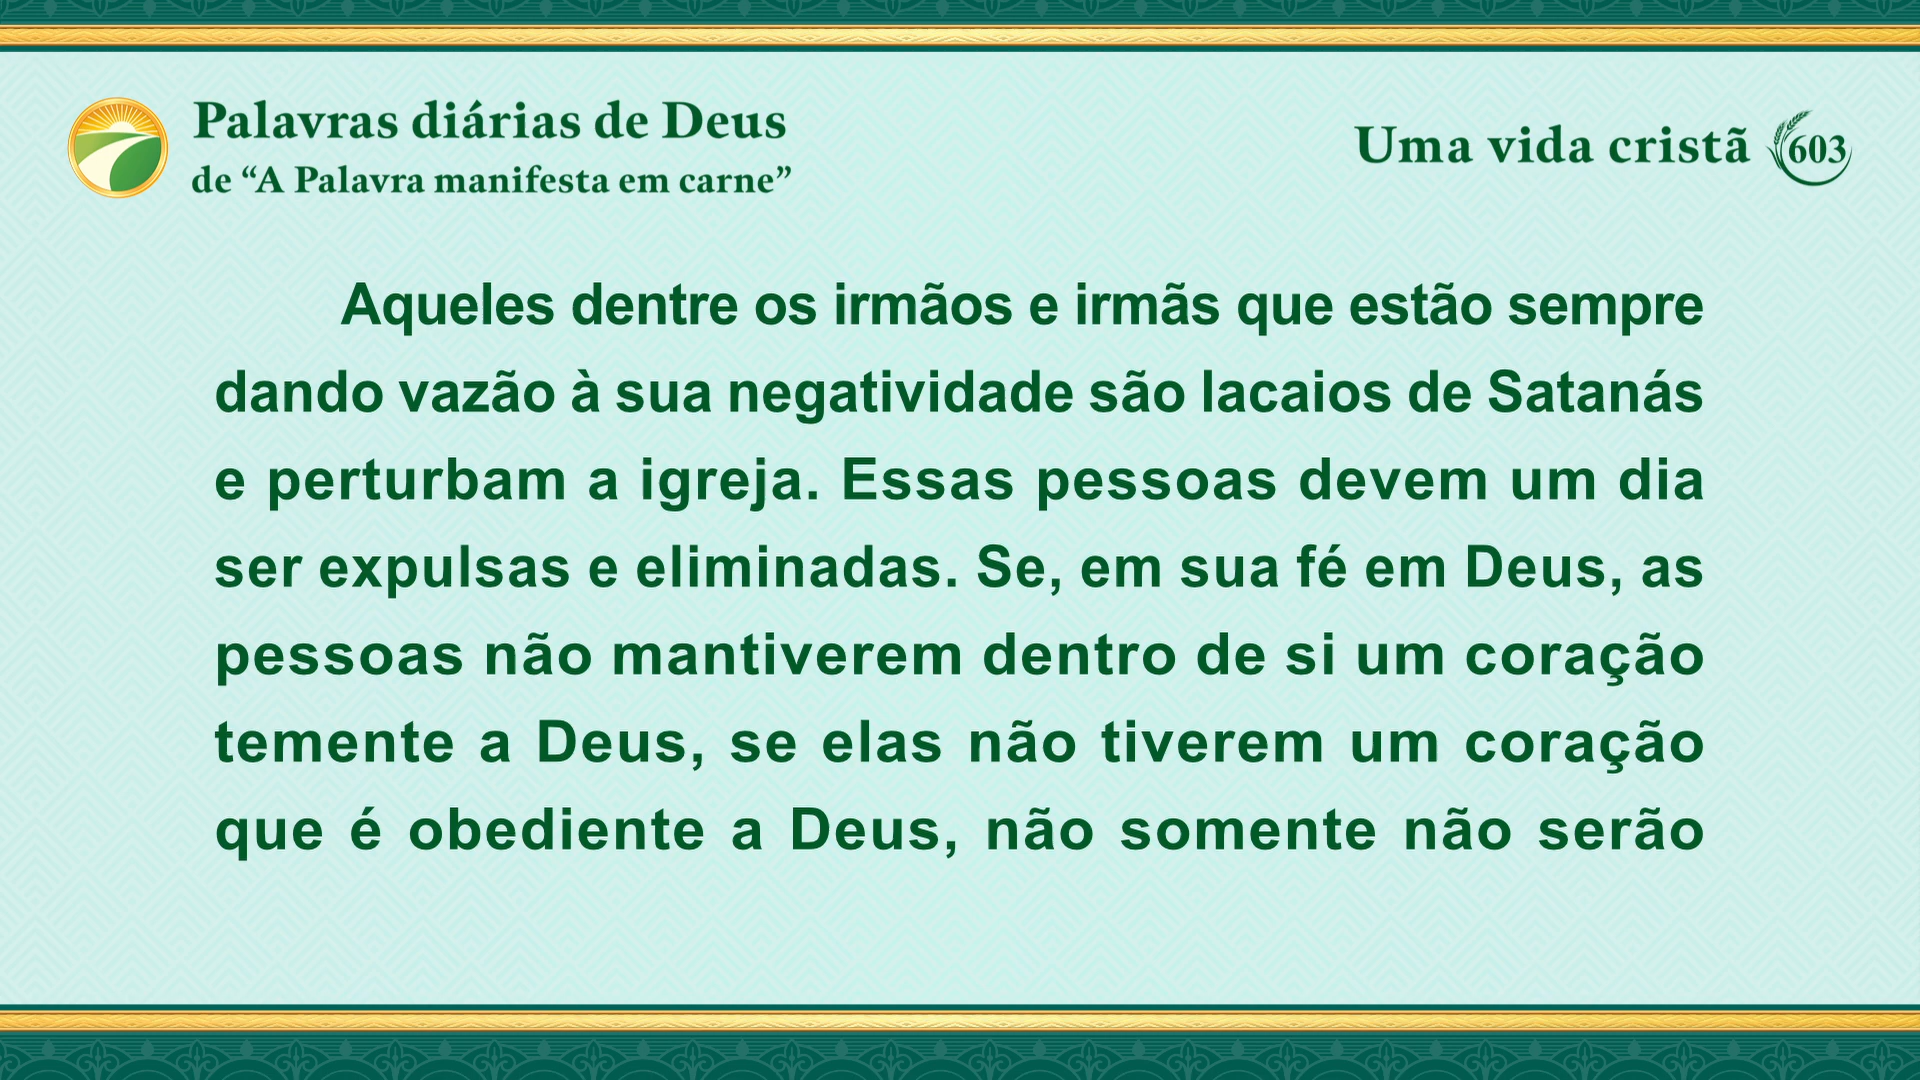 Palavras diárias de Deus
de “A Palavra manifesta em carne”
Uma vida cristã 603
Aqueles dentre os irmãos e irmãs que estão sempre
dando vazão à sua negatividade são lacaios de Satanás
e perturbam a igreja. Essas pessoas devem um dia
ser expulsas e eliminadas. Se, em sua fé em Deus, as
pessoas não mantiverem dentro de si um coração
temente a Deus, se elas não tiverem um coração
que é obediente a Deus, não somente não serão